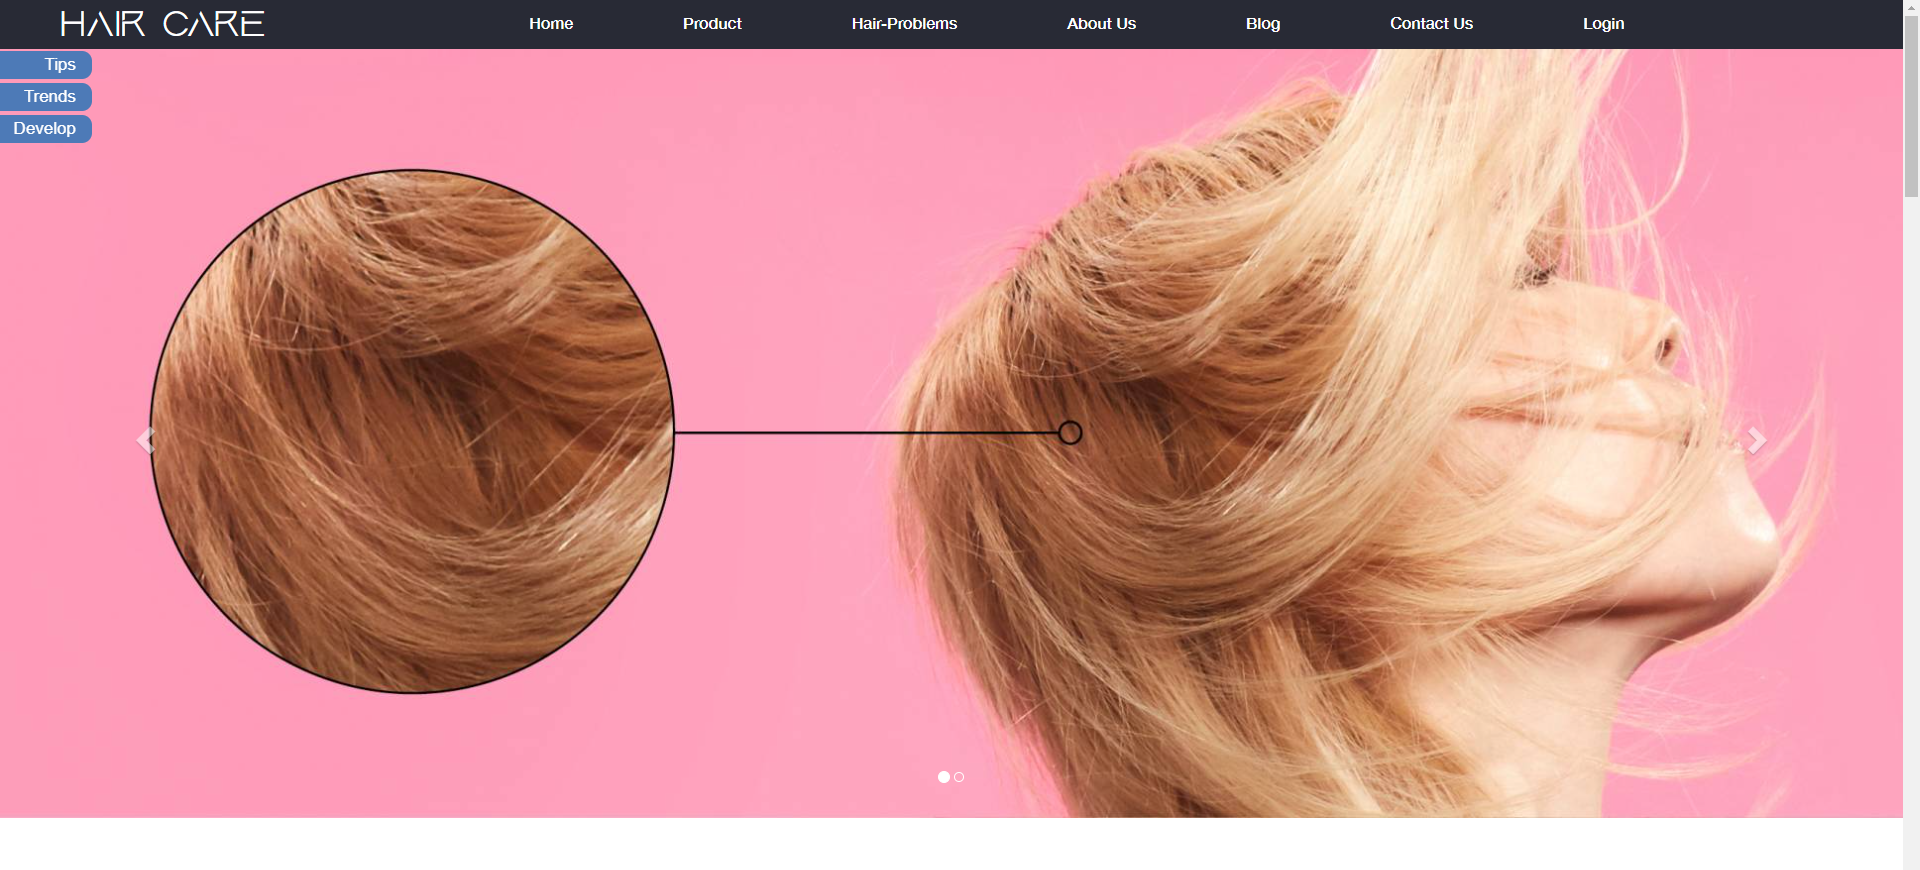 HAIR CARE
Home Product Hair-Problems About Us Blog Contact Us Login
Tips
Trends
Develop